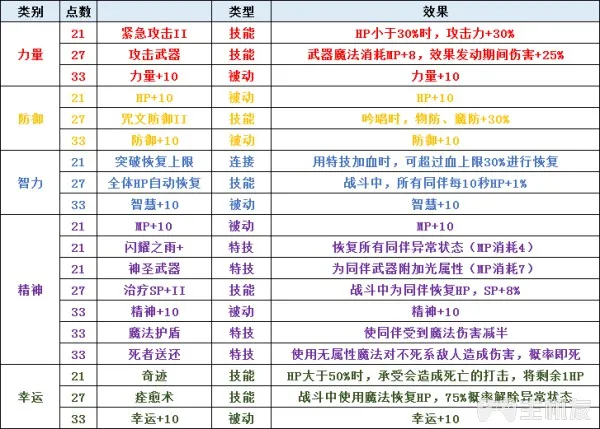 类别 点数 类型 效果
力量 21 紧急攻击II 技能 HP小于30%时，攻击力+30%
27 攻击武器 技能 武器魔法消耗MP+8，效果发动期间伤害+25%
33 力量+10 被动 力量+10
防御 21 HP+10 被动 HP+10
27 咒文防御II 技能 吟唱时，物防、魔防+30%
33 防御+10 被动 防御+10
智力 21 突破恢复上限 连接 用特技加血时，可超过血上限30%进行恢复
27 全体HP自动恢复 技能 战斗中，所有同伴每10秒HP+1%
33 智慧+10 被动 智慧+10
精神 21 MP+10 被动 MP+10
21 闪耀之雨+ 特技 恢复所有同伴异常状态（MP消耗4）
21 神圣武器 特技 为同伴武器附加光属性（MP消耗7）
27 治疗SP+II 技能 战斗中为同伴恢复HP，SP+8%
33 精神+10 被动 精神+10
33 魔法护盾 特技 使同伴受到魔法伤害减半
33 死者送还 特技 使用无属性魔法对不死系敌人造成伤害，概率即死
幸运 21 奇迹 技能 HP大于50%时，承受会造成死亡的打击，将剩余1HP
27 痊愈术 技能 战斗中使用魔法恢复HP，75%概率解除异常状态
33 幸运+10 被动 幸运+10